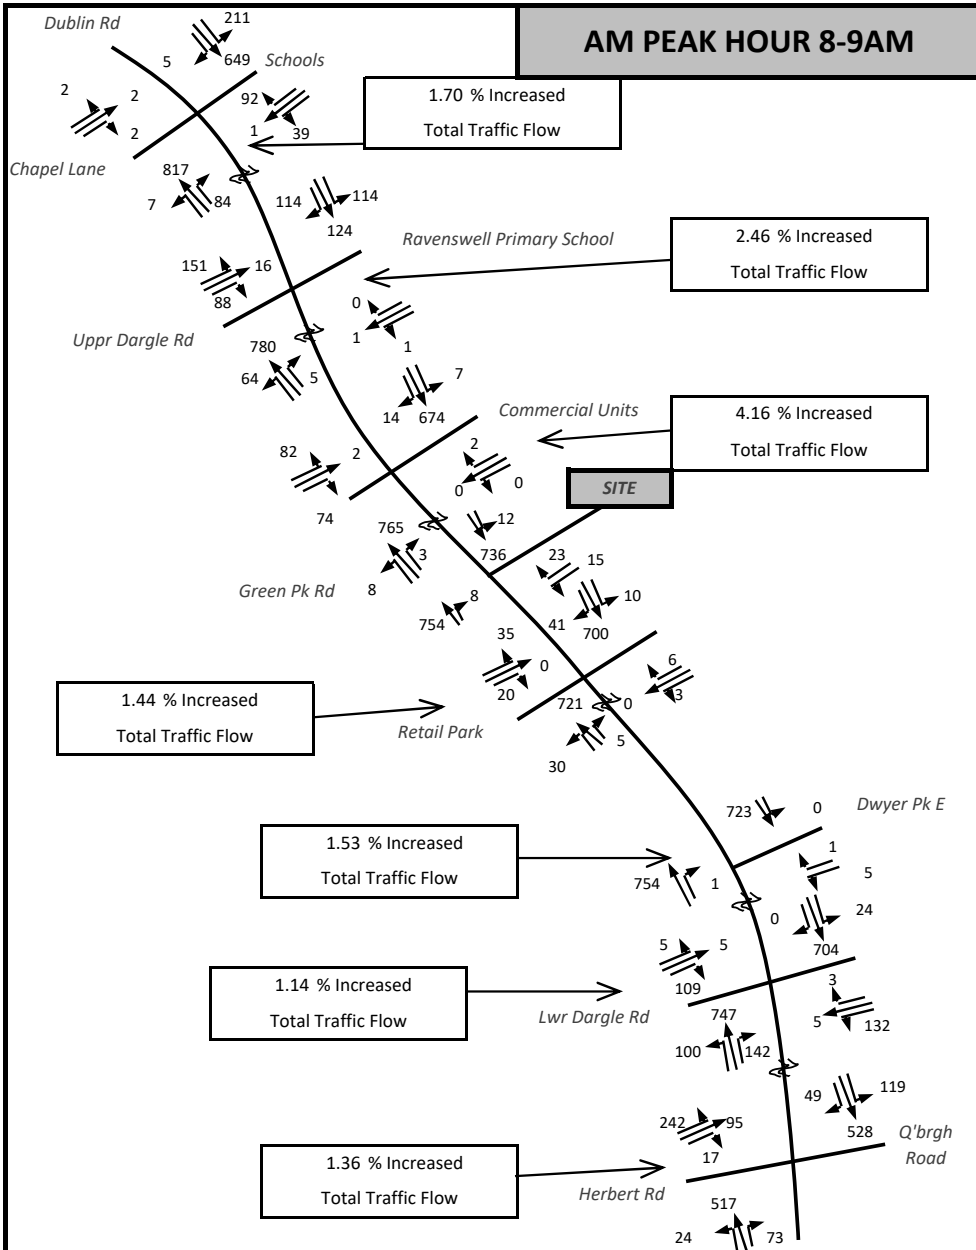 Dublin Rd
211
AM PEAK HOUR 8-9AM
5
649
Schools
2
2
92
1.70 % Increased
Total Traffic Flow
2
1
39
Chapel Lane
817
7
84
114
114
124
Ravenswell Primary School
2.46 % Increased
Total Traffic Flow
151
16
88
0
Uppr Dargle Rd
1
1
780
64
5
7
14
674
Commercial Units
4.16 % Increased
Total Traffic Flow
82
2
2
0
0
SITE
74
765
12
3
736
23
15
Green Pk Rd
8
8
754
10
41
700
35
0
20
6
3
1.44 % Increased
Total Traffic Flow
721
0
Retail Park
5
30
723
0
Dwyer Pk E
1.53 % Increased
Total Traffic Flow
1
5
754
1
0
24
5
5
704
109
3
1.14 % Increased
Total Traffic Flow
Lwr Dargle Rd
747
5
132
100
142
49
119
242
95
528
Q'brgh
Road
17
1.36 % Increased
Total Traffic Flow
Herbert Rd
517
24
73